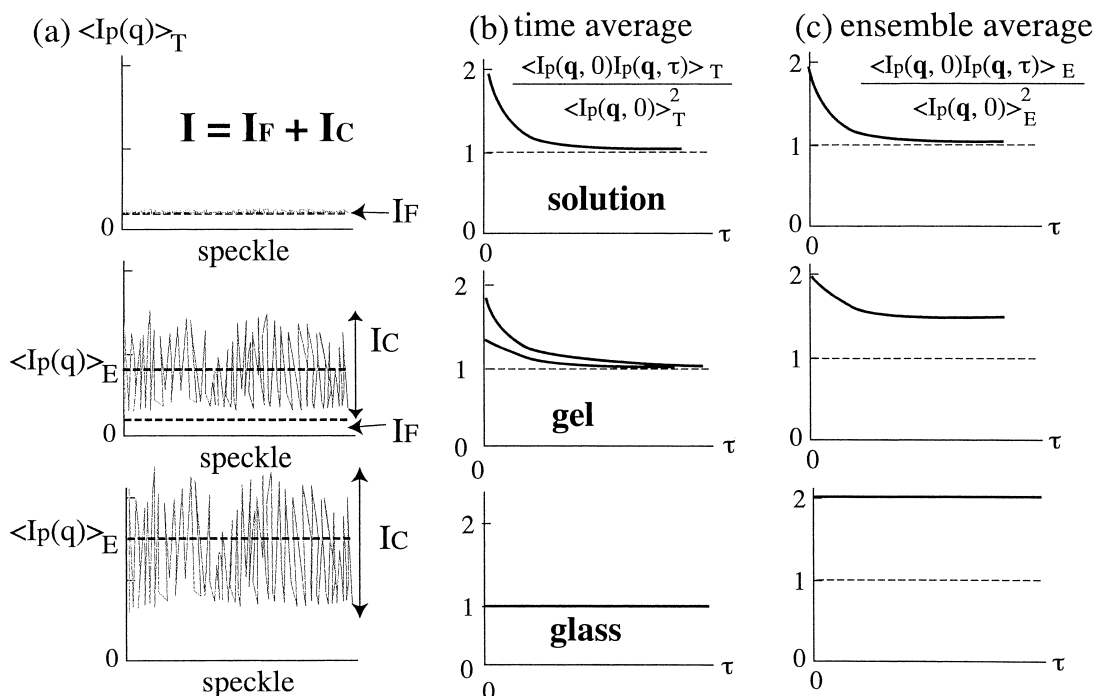 (a) <Ip(q)>T
I = IF + IC
0
IF
speckle
<Ip(q)>E
IC
0
IF
speckle
<Ip(q)>E
IC
0
speckle
(b) time average
2
<Ip(q, 0)Ip(q, τ)> T
<Ip(q, 0)>2T
1
solution
0
τ
0
2
1
gel
0
τ
0
2
1
glass
0
τ
0
(c) ensemble average
2
<Ip(q, 0)Ip(q, τ)> E
<Ip(q, 0)>2E
1
0
τ
0
2
1
0
τ
0
2
1
0
τ
0